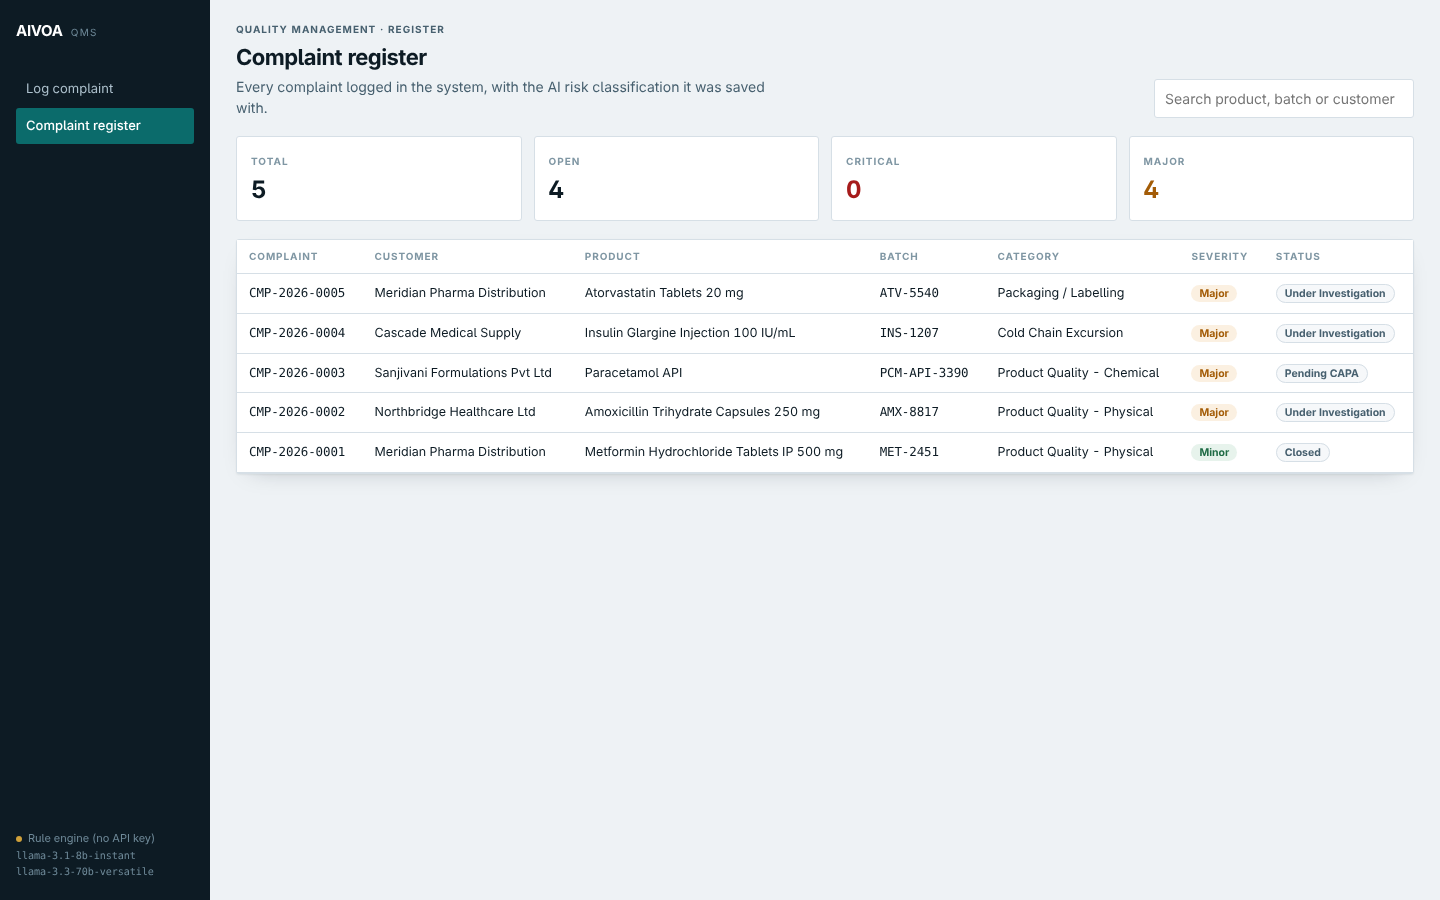 AIVOA QMS
Log complaint
Complaint register
Rule engine (no API key)
llama-3.1-8b-instant
llama-3.3-70b-versatile
QUALITY MANAGEMENT · REGISTER
Complaint register
Every complaint logged in the system, with the AI risk classification it was saved
with.
Search product, batch or customer
TOTAL OPEN CRITICAL MAJOR
5 4 0 4
COMPLAINT CUSTOMER PRODUCT BATCH CATEGORY SEVERITY STATUS
CMP-2026-0005 Meridian Pharma Distribution Atorvastatin Tablets 20 mg ATV-5540 Packaging / Labelling Major Under Investigation
CMP-2026-0004 Cascade Medical Supply Insulin Glargine Injection 100 IU/mL INS-1207 Cold Chain Excursion Major Under Investigation
CMP-2026-0003 Sanjivani Formulations Pvt Ltd Paracetamol API PCM-API-3390 Product Quality - Chemical Major Pending CAPA
CMP-2026-0002 Northbridge Healthcare Ltd Amoxicillin Trihydrate Capsules 250 mg AMX-8817 Product Quality - Physical Major Under Investigation
CMP-2026-0001 Meridian Pharma Distribution Metformin Hydrochloride Tablets IP 500 mg MET-2451 Product Quality - Physical Minor Closed